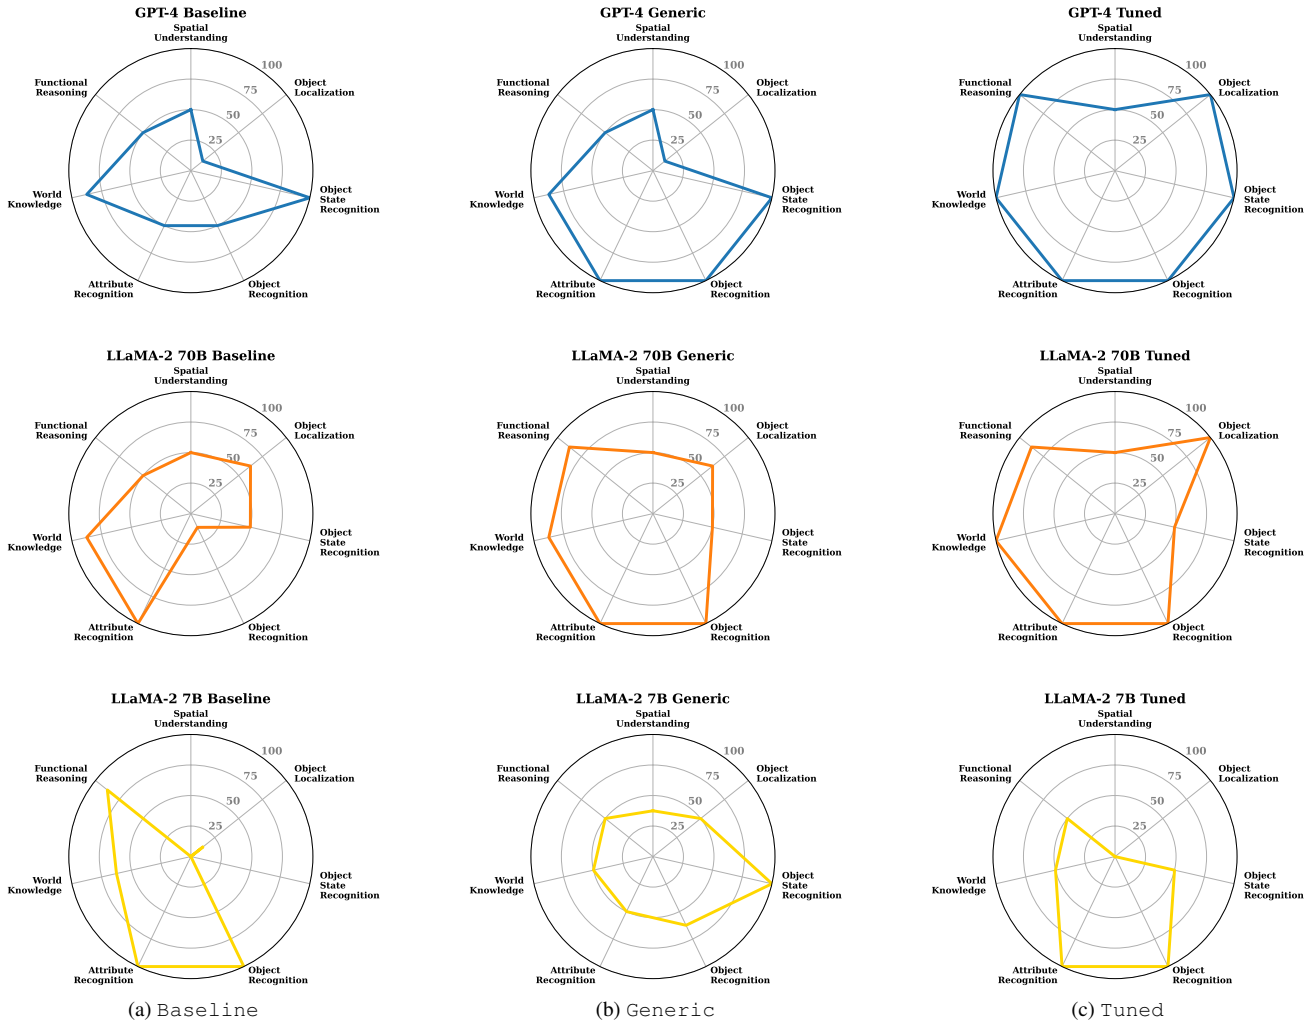 GPT-4 Baseline
Spatial
Understanding
Functional
Reasoning
100
75
50
25
Object
Localization
World
Knowledge
Object
State
Recognition
Attribute
Recognition
Object
Recognition
GPT-4 Generic
Spatial
Understanding
Functional
Reasoning
100
75
50
25
Object
Localization
World
Knowledge
Object
State
Recognition
Attribute
Recognition
Object
Recognition
GPT-4 Tuned
Spatial
Understanding
Functional
Reasoning
100
75
50
25
Object
Localization
World
Knowledge
Object
State
Recognition
Attribute
Recognition
Object
Recognition
LLaMA-2 70B Baseline
Spatial
Understanding
Functional
Reasoning
100
75
50
25
Object
Localization
World
Knowledge
Object
State
Recognition
Attribute
Recognition
Object
Recognition
LLaMA-2 70B Generic
Spatial
Understanding
Functional
Reasoning
100
75
50
25
Object
Localization
World
Knowledge
Object
State
Recognition
Attribute
Recognition
Object
Recognition
LLaMA-2 70B Tuned
Spatial
Understanding
Functional
Reasoning
100
75
50
25
Object
Localization
World
Knowledge
Object
State
Recognition
Attribute
Recognition
Object
Recognition
LLaMA-2 7B Baseline
Spatial
Understanding
Functional
Reasoning
100
75
50
25
Object
Localization
World
Knowledge
Object
State
Recognition
Attribute
Recognition
Object
Recognition
LLaMA-2 7B Generic
Spatial
Understanding
Functional
Reasoning
100
75
50
25
Object
Localization
World
Knowledge
Object
State
Recognition
Attribute
Recognition
Object
Recognition
LLaMA-2 7B Tuned
Spatial
Understanding
Functional
Reasoning
100
75
50
25
Object
Localization
World
Knowledge
Object
State
Recognition
Attribute
Recognition
Object
Recognition
(a) Baseline
(b) Generic
(c) Tuned